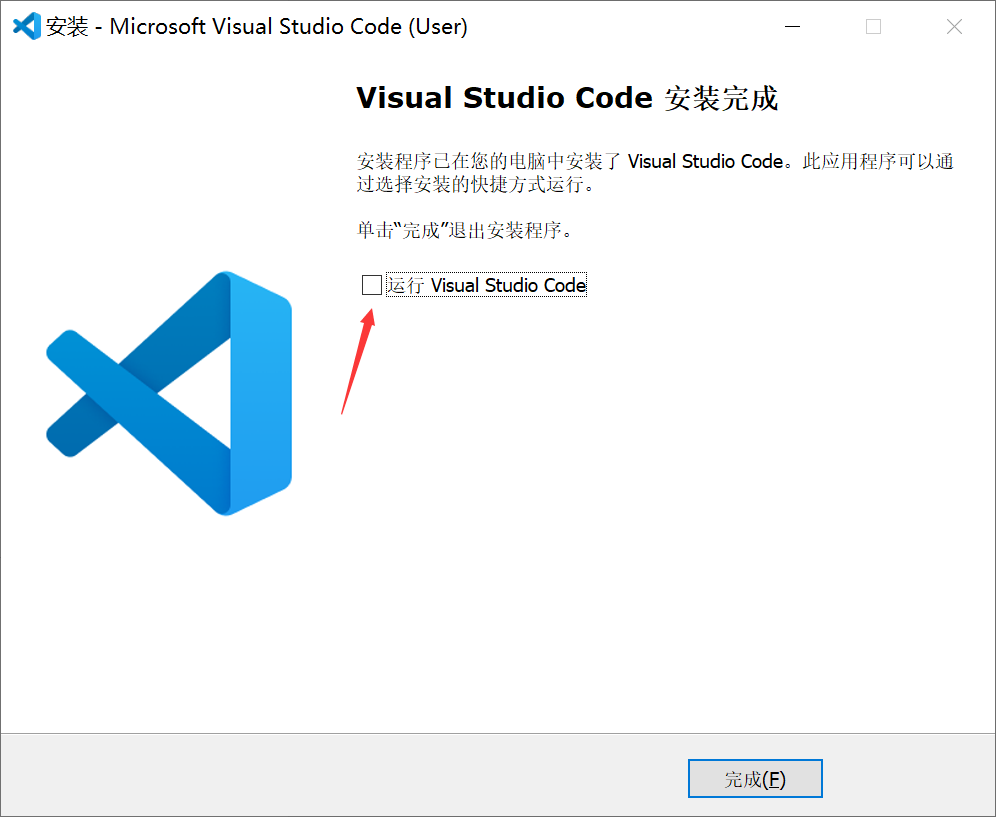 安装 - Microsoft Visual Studio Code (User)
Visual Studio Code 安装完成
安装程序已在您的电脑中安装了 Visual Studio Code。此应用程序可以通
过选择安装的快捷方式运行。
单击“完成”退出安装程序。
运行 Visual Studio Code
完成(F)